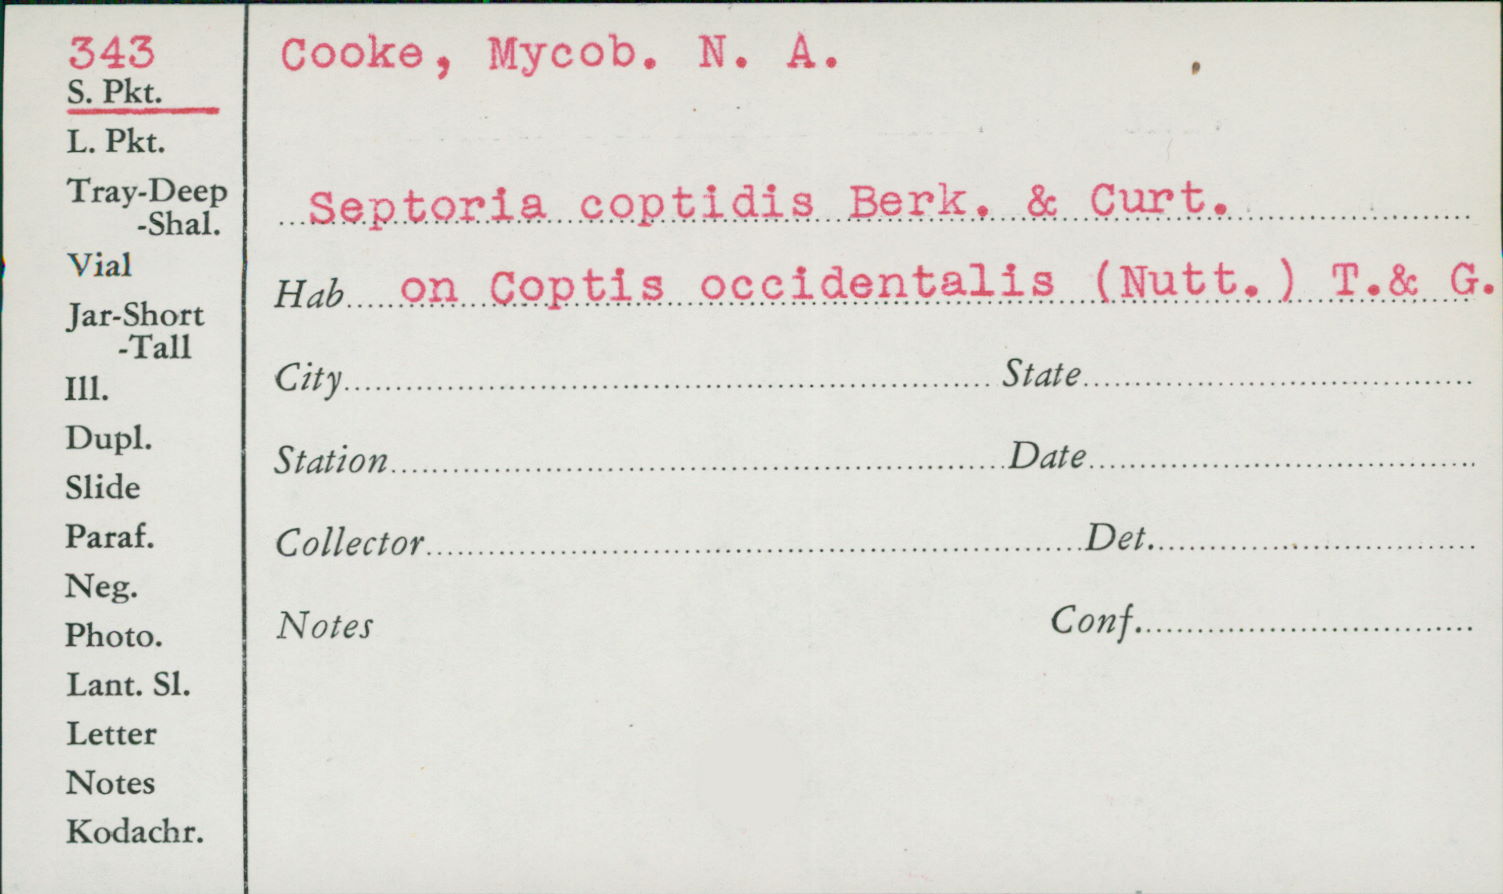 343 Cooke, Mycob. N. A.
S. Pkt.
L. Pkt.
Tray-Deep
-Shal.
Vial
Jar-Short
-Tall
Ill.
Dupl.
Slide
Paraf.
Neg.
Photo.
Lant. Sl.
Letter
Notes
Kodachr.
Septoria coptidis Berk. & Curt.
Hab. on Coptis occidentalis (Nutt.) T.& G.
City State
Station Date
Collector Det.
Notes Conf.